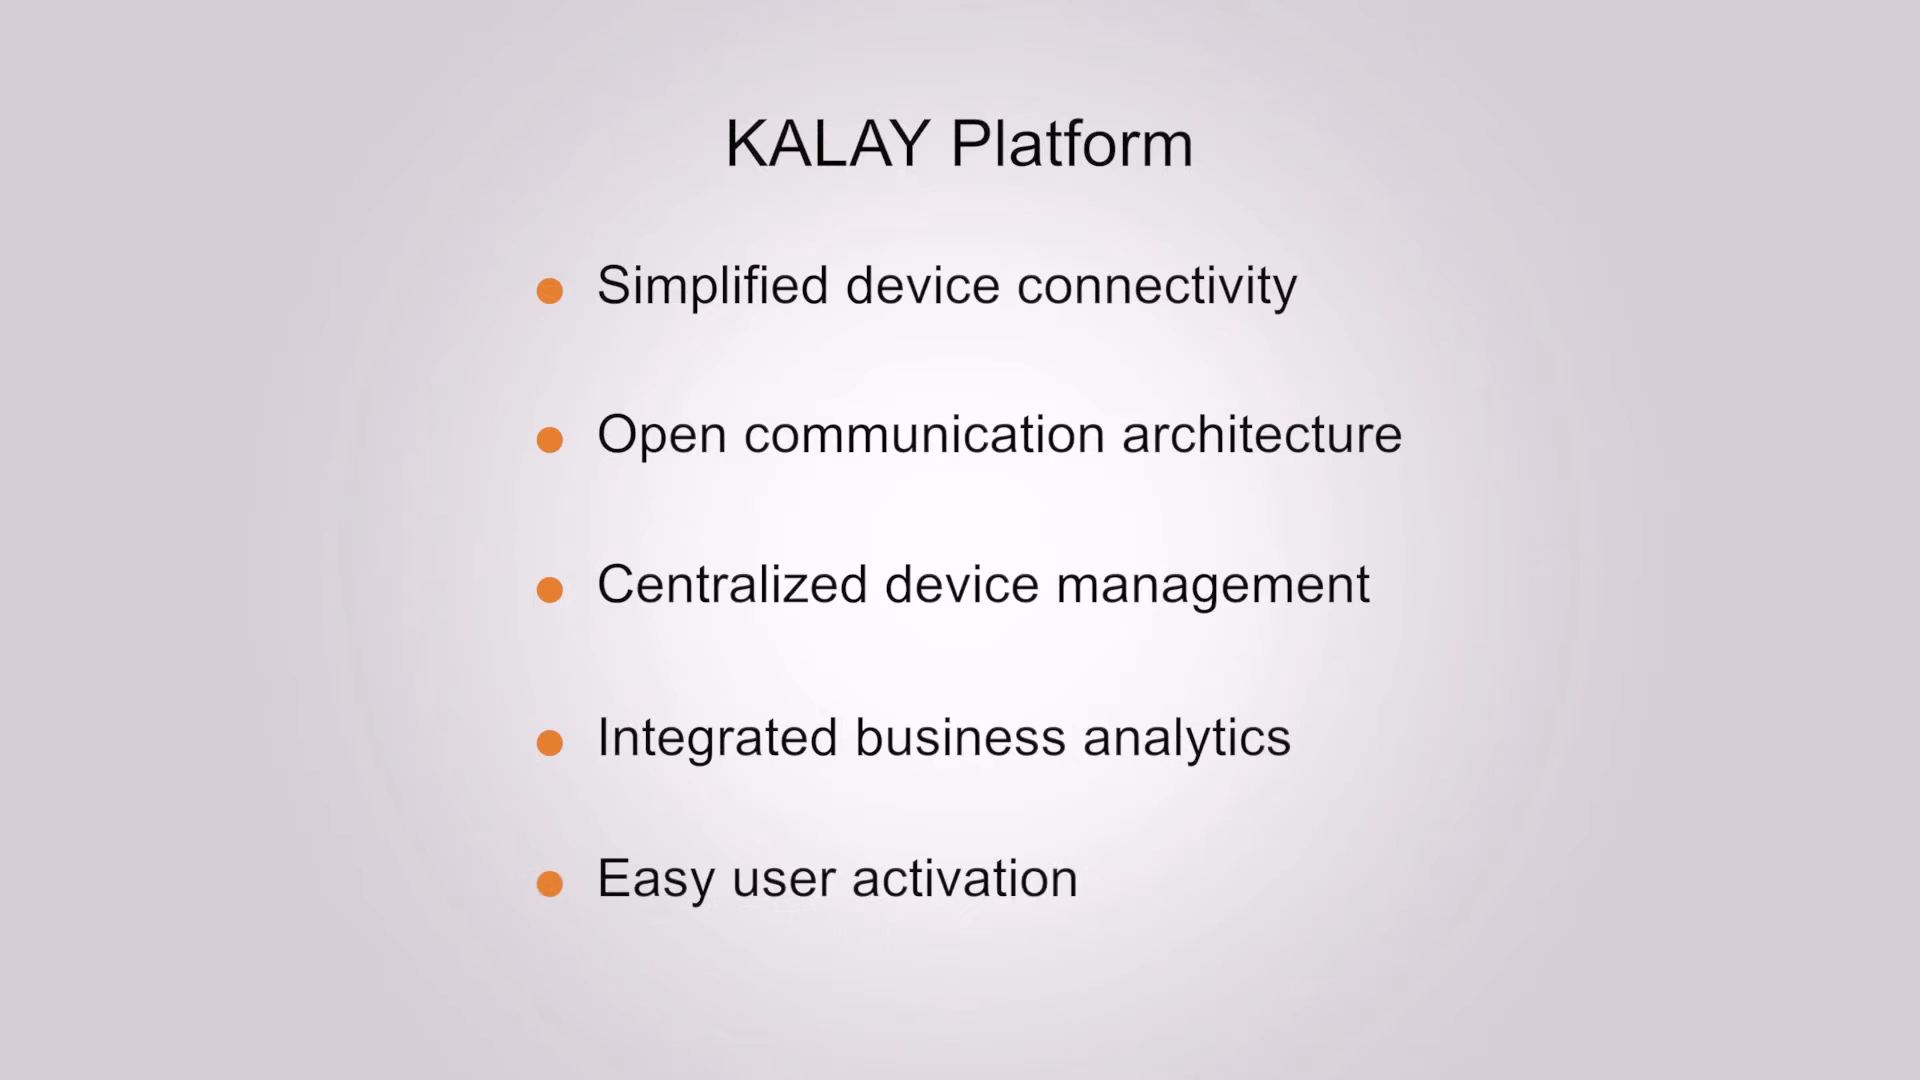 KALAY Platform
Simplified device connectivity
Open communication architecture
Centralized device management
Integrated business analytics
Easy user activation